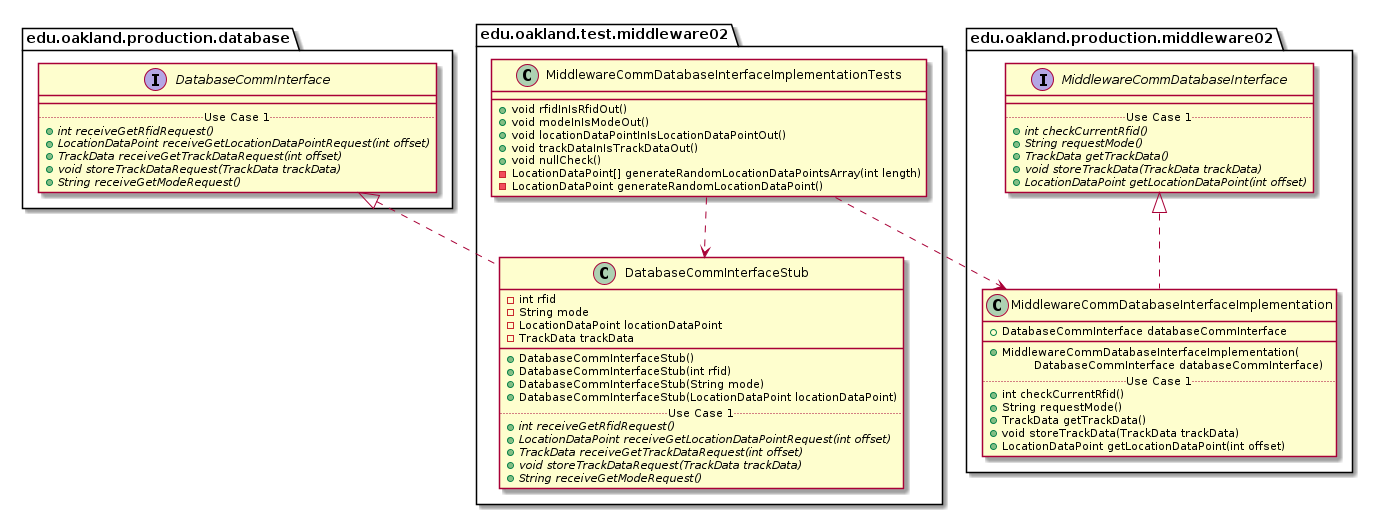 edu.oakland.production.database
I DatabaseCommInterface
Use Case 1
int receiveGetRfidRequest()
LocationDataPoint receiveGetLocationDataPointRequest(int offset)
TrackData receiveGetTrackDataRequest(int offset)
void storeTrackDataRequest(TrackData trackData)
String receiveGetModeRequest()
edu.oakland.test.middleware02
C MiddlewareCommDatabaseInterfaceImplementationTests
void rfidInIsRfidOut()
void modeInIsModeOut()
void locationDataPointInIsLocationDataPointOut()
void trackDataInIsTrackDataOut()
void nullCheck()
LocationDataPoint[] generateRandomLocationDataPointsArray(int length)
LocationDataPoint generateRandomLocationDataPoint()
C DatabaseCommInterfaceStub
int rfid
String mode
LocationDataPoint locationDataPoint
TrackData trackData
DatabaseCommInterfaceStub()
DatabaseCommInterfaceStub(int rfid)
DatabaseCommInterfaceStub(String mode)
DatabaseCommInterfaceStub(LocationDataPoint locationDataPoint)
Use Case 1
int receiveGetRfidRequest()
LocationDataPoint receiveGetLocationDataPointRequest(int offset)
TrackData receiveGetTrackDataRequest(int offset)
void storeTrackDataRequest(TrackData trackData)
String receiveGetModeRequest()
edu.oakland.production.middleware02
I MiddlewareCommDatabaseInterface
Use Case 1
int checkCurrentRfid()
String requestMode()
TrackData getTrackData()
void storeTrackData(TrackData trackData)
LocationDataPoint getLocationDataPoint(int offset)
C MiddlewareCommDatabaseInterfaceImplementation
DatabaseCommInterface databaseCommInterface
MiddlewareCommDatabaseInterfaceImplementation(
DatabaseCommInterface databaseCommInterface)
Use Case 1
int checkCurrentRfid()
String requestMode()
TrackData getTrackData()
void storeTrackData(TrackData trackData)
LocationDataPoint getLocationDataPoint(int offset)